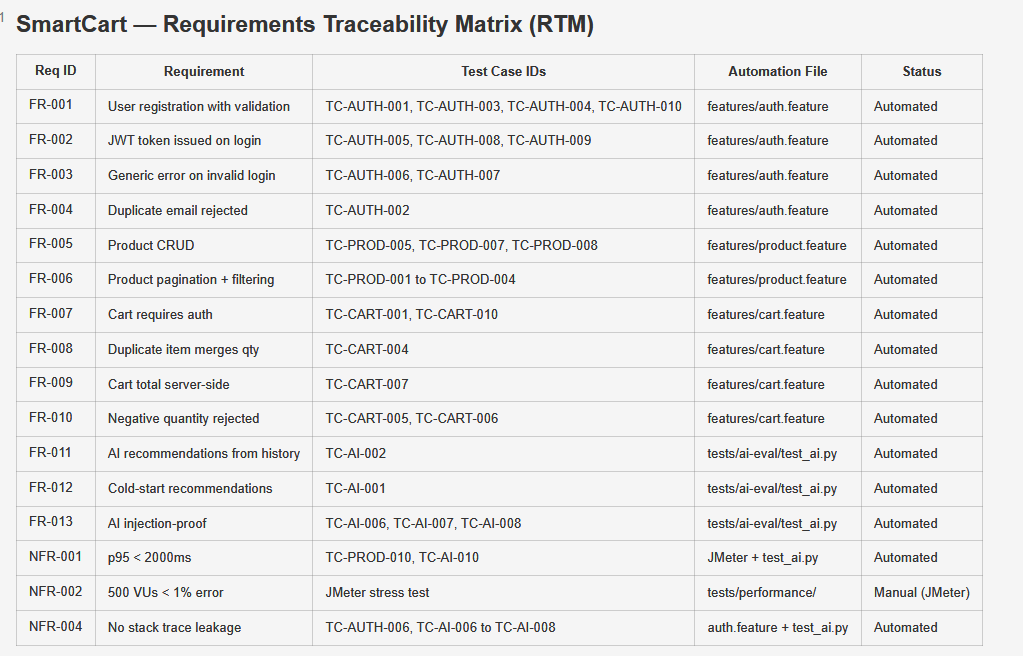 1
SmartCart — Requirements Traceability Matrix (RTM)
Req ID Requirement Test Case IDs Automation File Status
FR-001 User registration with validation TC-AUTH-001, TC-AUTH-003, TC-AUTH-004, TC-AUTH-010 features/auth.feature Automated
FR-002 JWT token issued on login TC-AUTH-005, TC-AUTH-008, TC-AUTH-009 features/auth.feature Automated
FR-003 Generic error on invalid login TC-AUTH-006, TC-AUTH-007 features/auth.feature Automated
FR-004 Duplicate email rejected TC-AUTH-002 features/auth.feature Automated
FR-005 Product CRUD TC-PROD-005, TC-PROD-007, TC-PROD-008 features/product.feature Automated
FR-006 Product pagination + filtering TC-PROD-001 to TC-PROD-004 features/product.feature Automated
FR-007 Cart requires auth TC-CART-001, TC-CART-010 features/cart.feature Automated
FR-008 Duplicate item merges qty TC-CART-004 features/cart.feature Automated
FR-009 Cart total server-side TC-CART-007 features/cart.feature Automated
FR-010 Negative quantity rejected TC-CART-005, TC-CART-006 features/cart.feature Automated
FR-011 AI recommendations from history TC-AI-002 tests/ai-eval/test_ai.py Automated
FR-012 Cold-start recommendations TC-AI-001 tests/ai-eval/test_ai.py Automated
FR-013 AI injection-proof TC-AI-006, TC-AI-007, TC-AI-008 tests/ai-eval/test_ai.py Automated
NFR-001 p95 < 2000ms TC-PROD-010, TC-AI-010 JMeter + test_ai.py Automated
NFR-002 500 VUs < 1% error JMeter stress test tests/performance/ Manual (JMeter)
NFR-004 No stack trace leakage TC-AUTH-006, TC-AI-006 to TC-AI-008 auth.feature + test_ai.py Automated